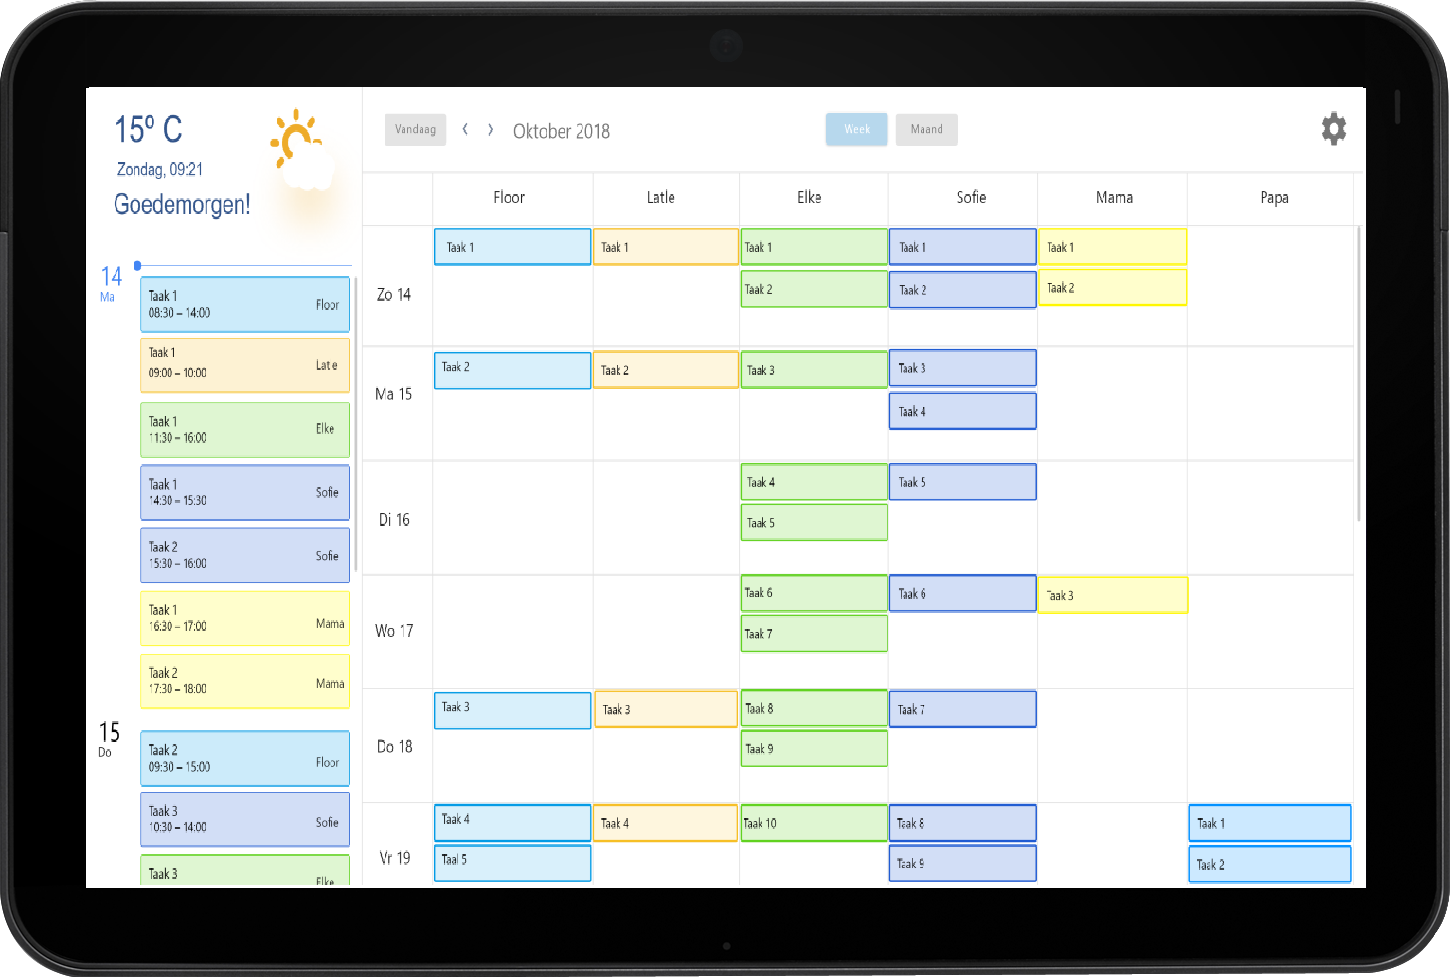 15º C
Zondag, 09:21
Goedemorgen!
14
Ma
Taak 1
08:30 – 14:00
Floor
Taak 1
09:00 – 10:00
Latle
Taak 1
11:30 – 16:00
Elke
Taak 1
14:30 – 15:30
Sofie
Taak 2
15:30 – 16:00
Sofie
Taak 1
16:30 – 17:00
Mama
Taak 2
17:30 – 18:00
Mama
15
Do
Taak 2
09:30 – 15:00
Floor
Taak 3
10:30 – 14:00
Sofie
Taak 3
Elke
Vandaag < > Oktober 2018 Week Maand
Floor Latle Elke Sofie Mama Papa
Zo 14
Taak 1 Taak 1 Taak 1 Taak 1 Taak 1
Taak 2 Taak 2 Taak 2
Ma 15
Taak 2 Taak 2 Taak 3 Taak 3
Taak 4
Di 16
Taak 4 Taak 5
Taak 5
Wo 17
Taak 6 Taak 6 Taak 3
Taak 7
Do 18
Taak 3 Taak 3 Taak 8 Taak 7
Taak 9
Vr 19
Taak 4 Taak 4 Taak 10 Taak 8 Taak 1
Taal 5 Taak 9 Taak 2